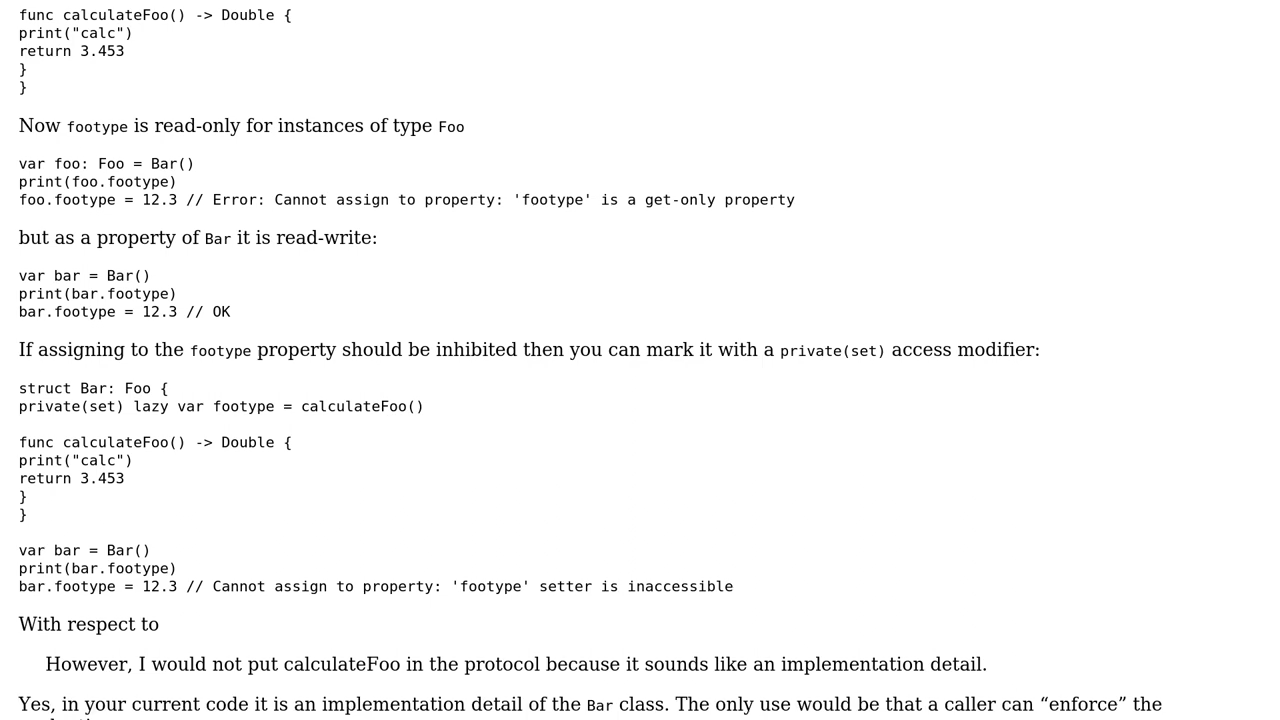 func calculateFoo() -> Double {
print("calc")
return 3.453
}
}
Now footype is read-only for instances of type Foo
var foo: Foo = Bar()
print(foo.footype)
foo.footype = 12.3 // Error: Cannot assign to property: 'footype' is a get-only property
but as a property of Bar it is read-write:
var bar = Bar()
print(bar.footype)
bar.footype = 12.3 // OK
If assigning to the footype property should be inhibited then you can mark it with a private(set) access modifier:
struct Bar: Foo {
private(set) lazy var footype = calculateFoo()
func calculateFoo() -> Double {
print("calc")
return 3.453
}
}
var bar = Bar()
print(bar.footype)
bar.footype = 12.3 // Cannot assign to property: 'footype' setter is inaccessible
With respect to
However, I would not put calculateFoo in the protocol because it sounds like an implementation detail.
Yes, in your current code it is an implementation detail of the Bar class. The only use would be that a caller can “enforce” the